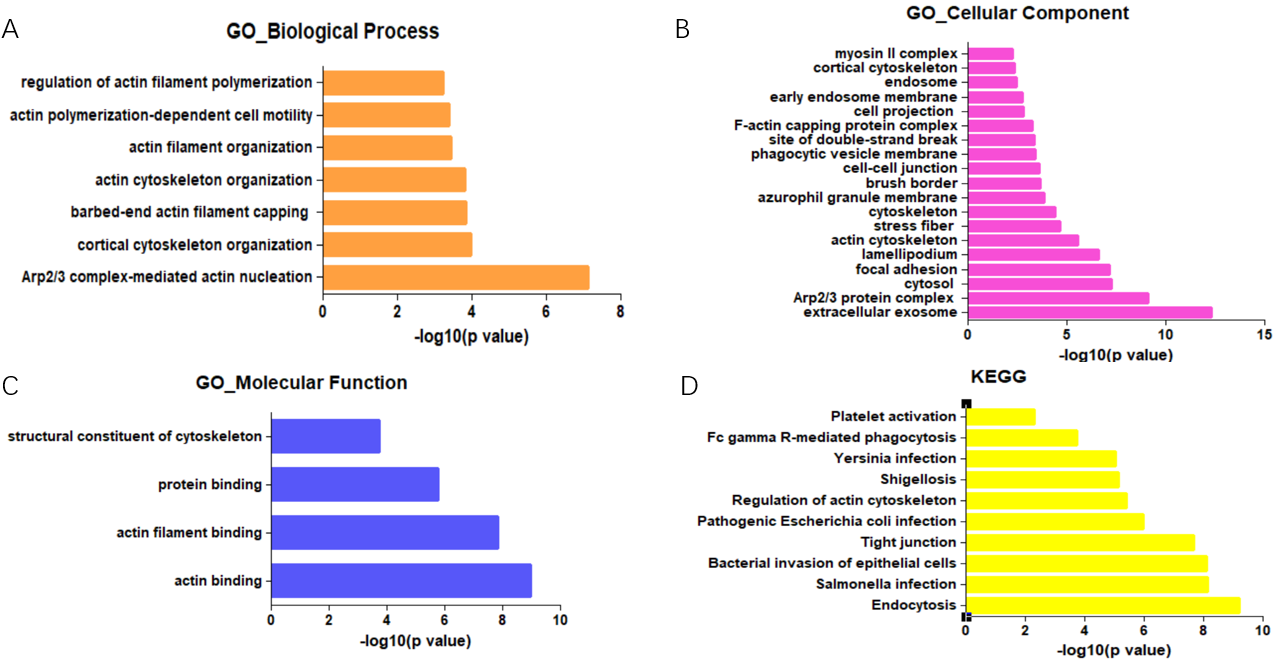 A
GO_Biological Process
regulation of actin filament polymerization
actin polymerization-dependent cell motility
actin filament organization
actin cytoskeleton organization
barbed-end actin filament capping
cortical cytoskeleton organization
Arp2/3 complex-mediated actin nucleation
0 2 4 6 8
-log10(p value)
B
GO_Cellular Component
myosin II complex
cortical cytoskeleton
endosome
early endosome membrane
cell projection
F-actin capping protein complex
site of double-strand break
phagocytic vesicle membrane
cell-cell junction
brush border
azurophil granule membrane
cytoskeleton
stress fiber
actin cytoskeleton
lamellipodium
focal adhesion
cytosol
Arp2/3 protein complex
extracellular exosome
0 5 10 15
-log10(p value)
C
GO_Molecular Function
structural constituent of cytoskeleton
protein binding
actin filament binding
actin binding
0 2 4 6 8 10
-log10(p value)
D
KEGG
Platelet activation
Fc gamma R-mediated phagocytosis
Yersinia infection
Shigellosis
Regulation of actin cytoskeleton
Pathogenic Escherichia coli infection
Tight junction
Bacterial invasion of epithelial cells
Salmonella infection
Endocytosis
0 2 4 6 8 10
-log10(p value)